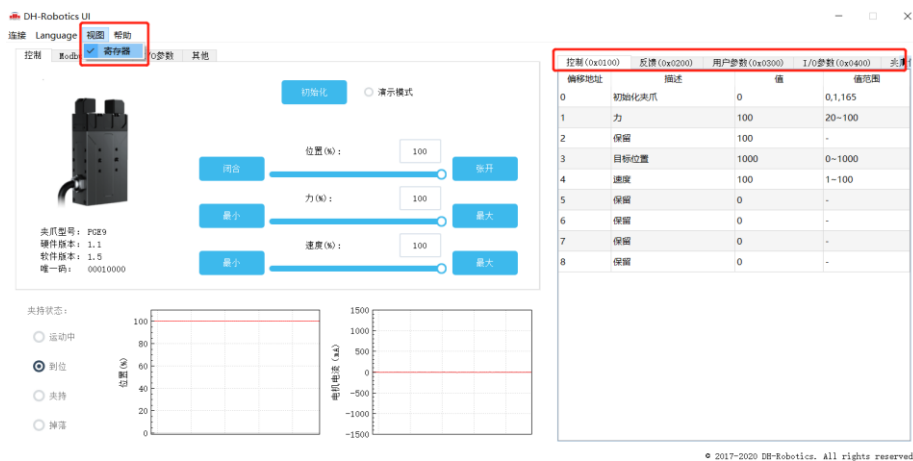 DH-Robotics UI
连接 Language 视图 帮助
寄存器
控制 I/O参数 其他
初始化 演示模式
位置(%): 100
闭合 张开
力(%): 100
最小 最大
速度(%): 100
最小 最大
夹爪型号: PGE9
硬件版本: 1.1
软件版本: 1.5
唯一码: 00010000
夹持状态:
运动中
到位
夹持
掉落
位置(%)
100
80
60
40
20
0
电机电流(mA)
1500
1000
500
0
-500
-1000
-1500
控制(0x0100) 反馈(0x0200) 用户参数(0x0300) I/O参数(0x0400)
偏移地址 描述 值 值范围
0 初始化夹爪 0 0,1,165
1 力 100 20~100
2 保留 100 -
3 目标位置 1000 0~1000
4 速度 100 1~100
5 保留 0 -
6 保留 0 -
7 保留 0 -
8 保留 0 -
© 2017-2020 DH-Robotics. All rights reserved